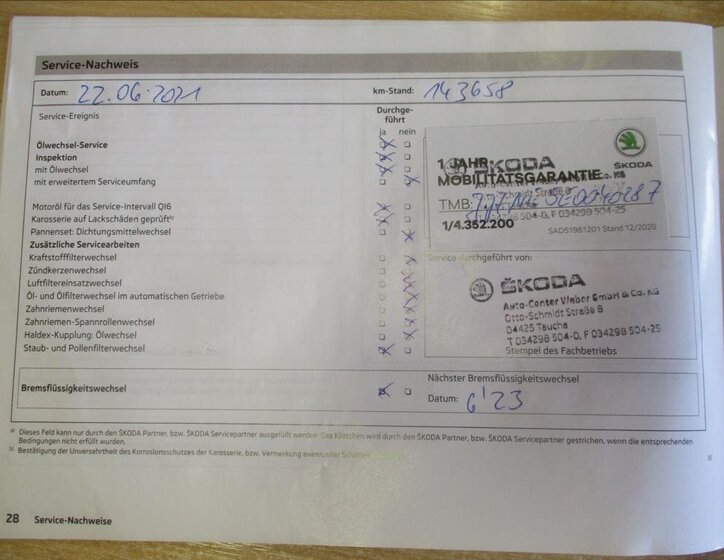 Service-Nachweis
Datum: 22.06.2021 km-Stand: 143658
Service-Ereignis Durchge-
führt
ja nein
Ölwechsel-Service
Inspektion
mit Ölwechsel
mit erweitertem Serviceumfang
Motoröl für das Service-Intervall QI6
Karosserie auf Lackschäden geprüft b)
Pannenset: Dichtungsmittelwechsel
Zusätzliche Servicearbeiten
Kraftstofffilterwechsel
Zündkerzenwechsel
Luftfiltereinsatzwechsel
Öl- und Ölfilterwechsel im automatischen Getriebe
Zahnriemenwechsel
Zahnriemen-Spannrollenwechsel
Haldex-Kupplung: Ölwechsel
Staub- und Pollenfilterwechsel
1 JAHR
MOBILITÄTSGARANTIE
ŠKODA
ŠKODA
TMB:
1/4.352.200
SAD51961201 Stand 12/2020
Service durchgeführt von:
ŠKODA
Auto-Center Weber GmbH & Co. KG
Otto-Schmidt Straße 8
04425 Taucha
T 034298 504-0, F 034298 504-25
Stempel des Fachbetriebs
Bremsflüssigkeitswechsel
Nächster Bremsflüssigkeitswechsel
Datum: 6'23
a) Dieses Feld kann nur durch den ŠKODA Partner, bzw. ŠKODA Servicepartner ausgefüllt werden. Das Kästchen wird durch den ŠKODA Partner, bzw. ŠKODA Servicepartner gestrichen, wenn die entsprechenden
Bedingungen nicht erfüllt wurden.
b) Bestätigung der Unversehrtheit des Korrosionsschutzes der Karosserie, bzw. Vermerkung eventueller Schäden
28 Service-Nachweise